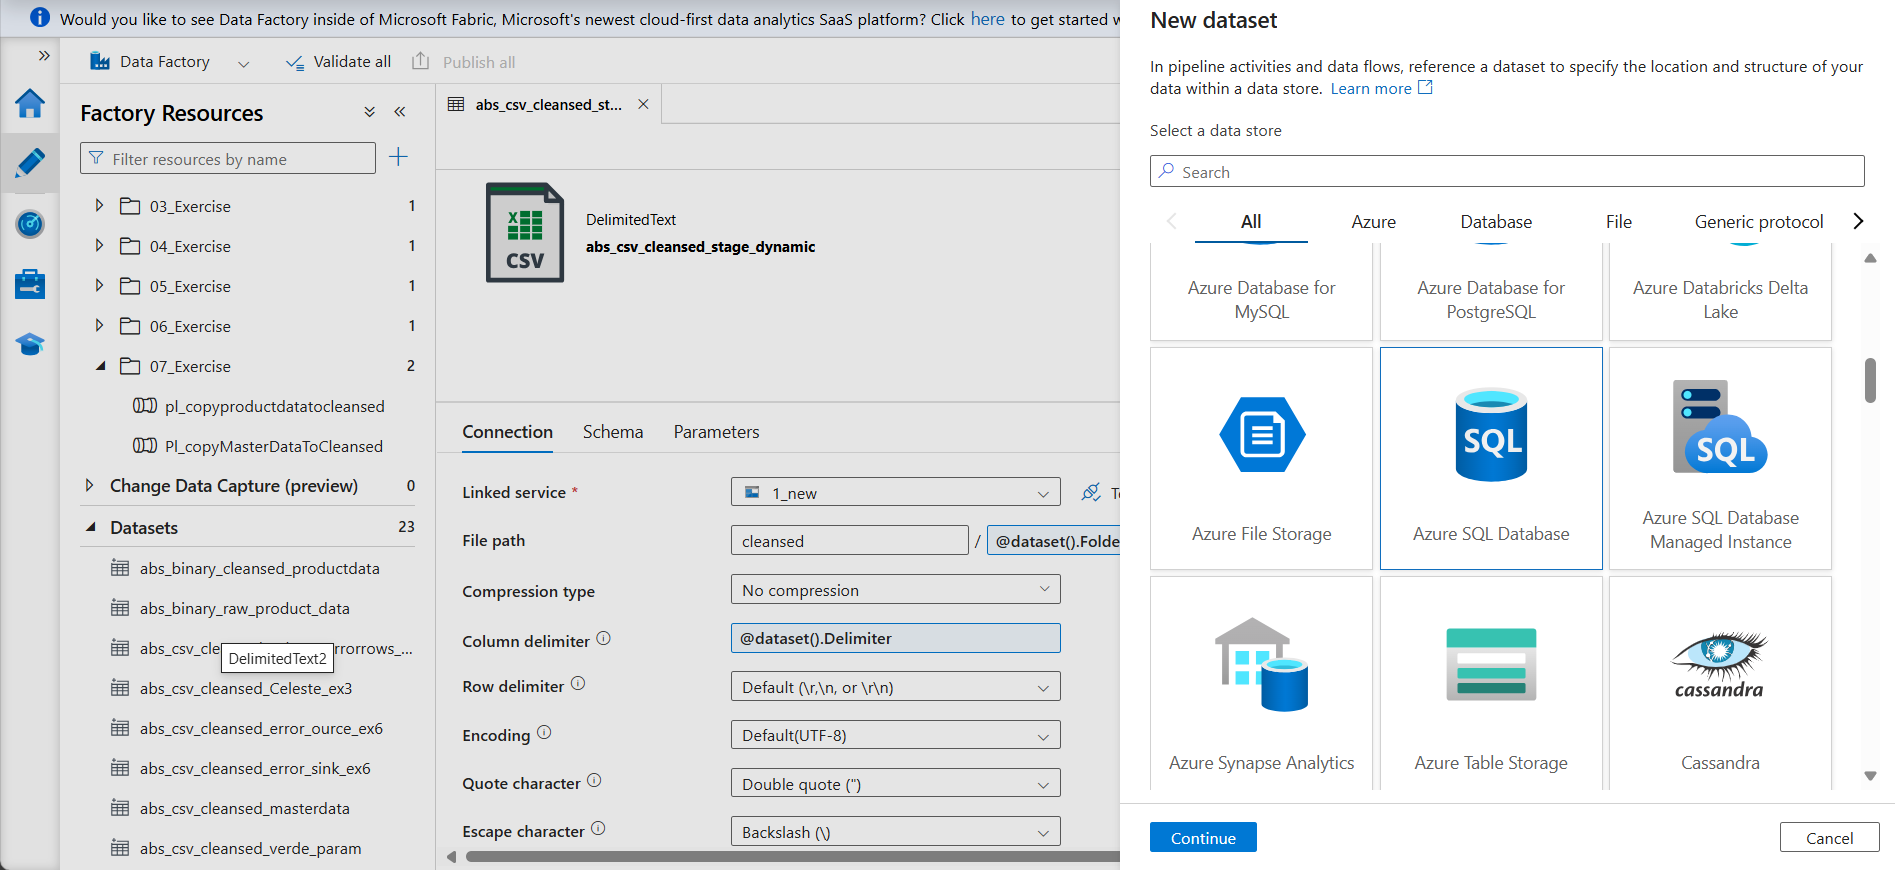 Would you like to see Data Factory inside of Microsoft Fabric, Microsoft's newest cloud-first data analytics SaaS platform? Click here to get started
Data Factory
Validate all
Publish all
Factory Resources
Filter resources by name
03_Exercise 1
04_Exercise 1
05_Exercise 1
06_Exercise 1
07_Exercise 2
pl_copyproductdatatocleansed
Pl_copyMasterDataToCleansed
Change Data Capture (preview) 0
Datasets 23
abs_binary_cleansed_productdata
abs_binary_raw_product_data
abs_csv_cle rorrows_...
DelimitedText2
abs_csv_cleansed_Celeste_ex3
abs_csv_cleansed_error_ource_ex6
abs_csv_cleansed_error_sink_ex6
abs_csv_cleansed_masterdata
abs_csv_cleansed_verde_param
abs_csv_cleansed_st...
X
CSV
DelimitedText
abs_csv_cleansed_stage_dynamic
Connection Schema Parameters
Linked service * 1_new
File path cleansed / @dataset().Folde
Compression type No compression
Column delimiter @dataset().Delimiter
Row delimiter Default (\r,\n, or \r\n)
Encoding Default(UTF-8)
Quote character Double quote (")
Escape character Backslash (\)
New dataset
In pipeline activities and data flows, reference a dataset to specify the location and structure of your
data within a data store. Learn more
Select a data store
Search
All Azure Database File Generic protocol
Azure Database for
MySQL
Azure Database for
PostgreSQL
Azure Databricks Delta
Lake
Azure File Storage
SQL
Azure SQL Database
SQL
Azure SQL Database
Managed Instance
Azure Synapse Analytics
Azure Table Storage
cassandra
Cassandra
Continue
Cancel